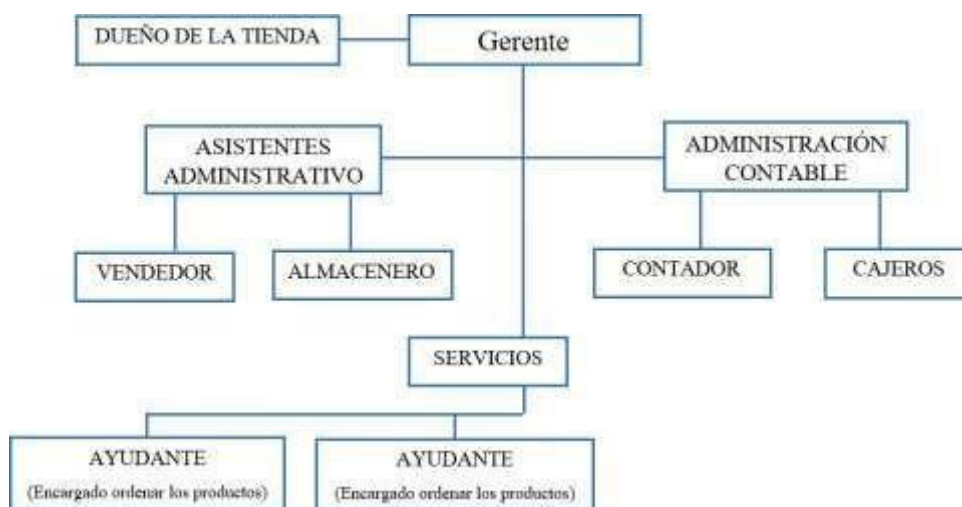 DUEÑO DE LA TIENDA
Gerente
ASISTENTES
ADMINISTRATIVO
ADMINISTRACIÓN
CONTABLE
VENDEDOR
ALMACENERO
CONTADOR
CAJEROS
SERVICIOS
AYUDANTE
(Encargado ordenar los productos)
AYUDANTE
(Encargado ordenar los productos)